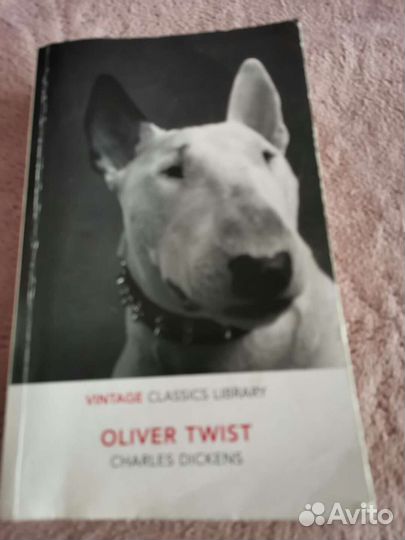 VINTAGE CLASSICS LIBRARY
OLIVER TWIST
CHARLES DICKENS
Avito